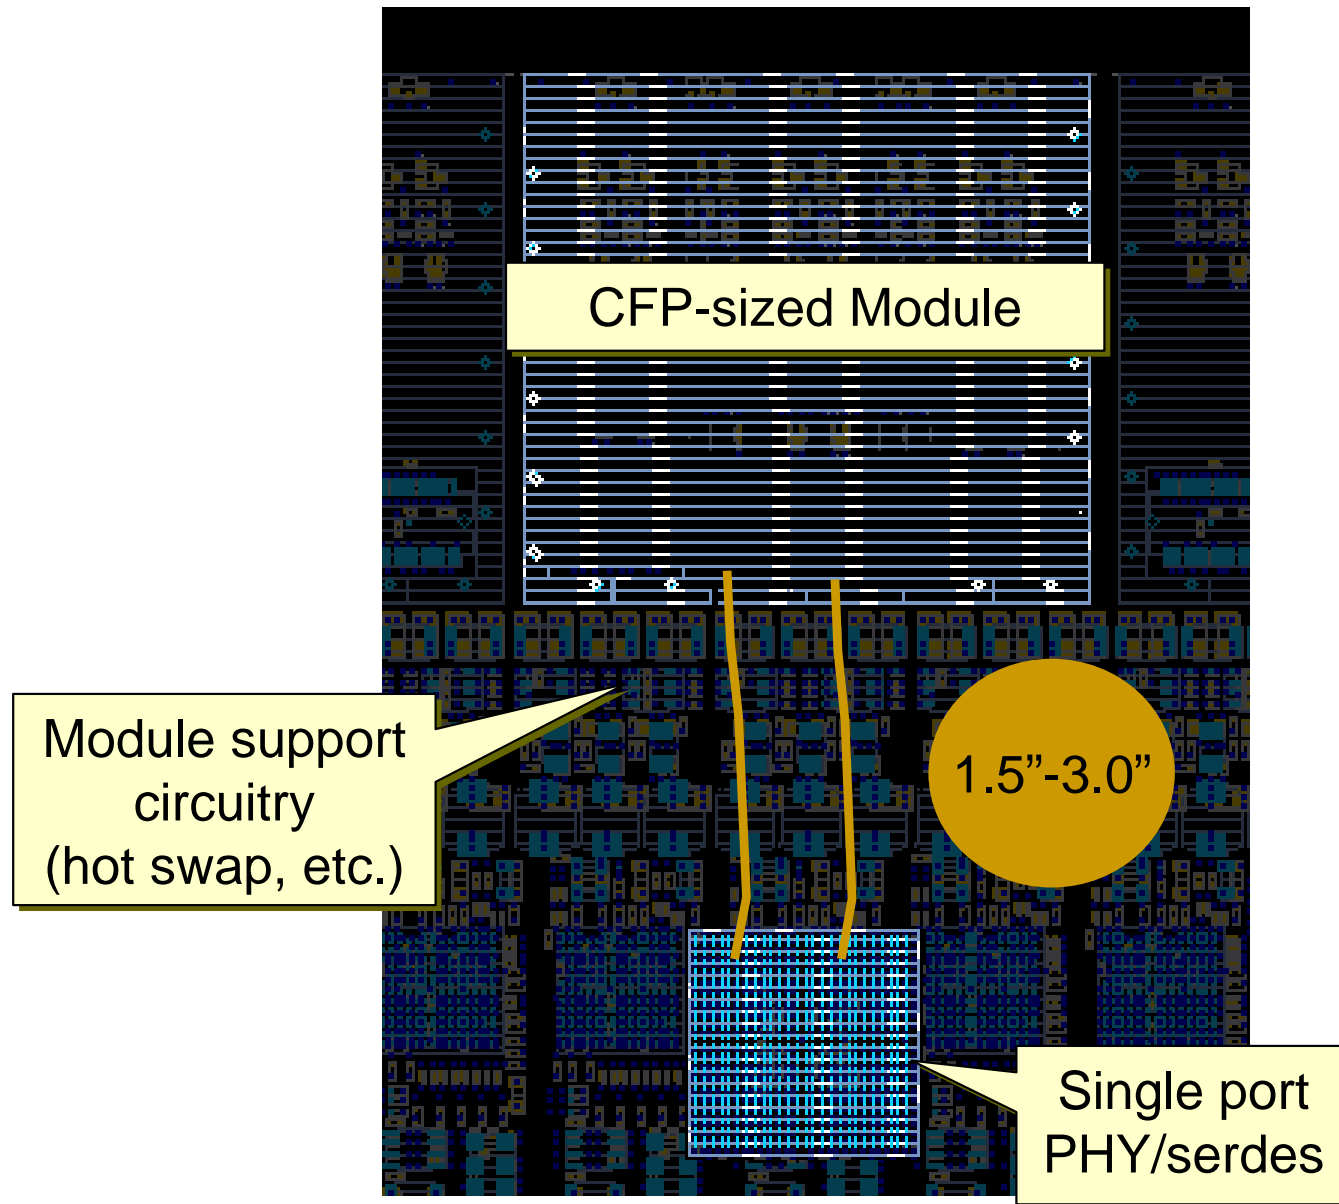 CFP-sized Module
Module support
circuitry
(hot swap, etc.)
1.5”-3.0”
Single port
PHY/serdes